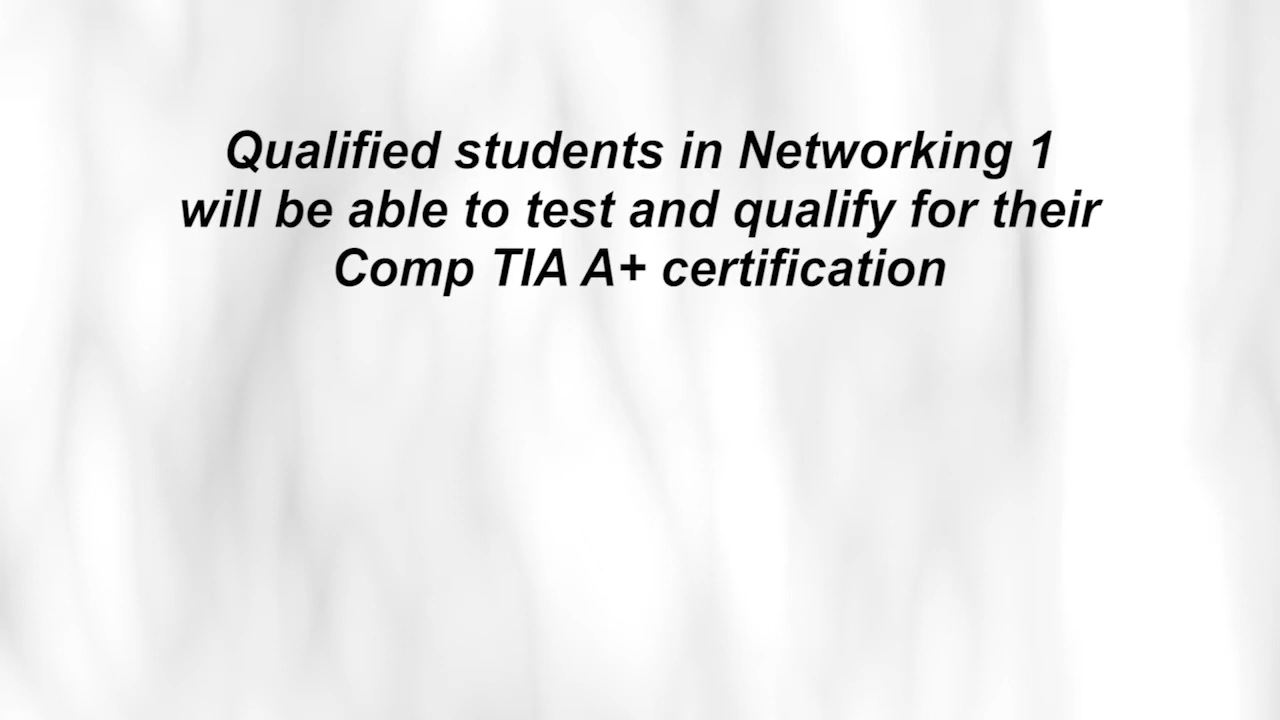 Qualified students in Networking 1
will be able to test and qualify for their
Comp TIA A+ certification